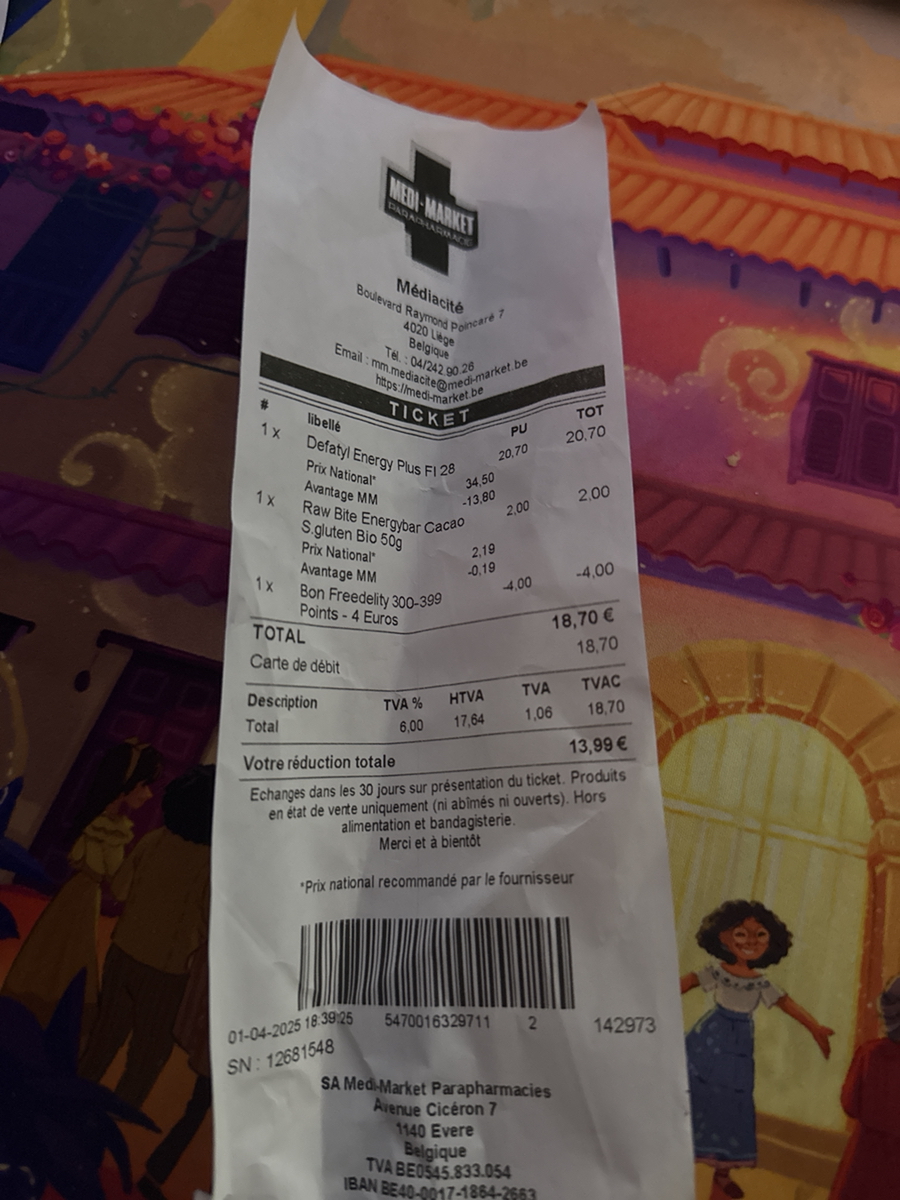 MEDI-MARKET
PARAPHARMACIE
Médiacité
Boulevard Raymond Poincaré 7
4020 Liège
Belgique
Tél. : 04/242.90.26
Email : mm.mediacite@medi-market.be
https://medi-market.be
TICKET
# libellé PU TOT
1 x Defatyl Energy Plus Fl 28 20,70 20,70
Prix National* 34,50
Avantage MM -13,80
1 x Raw Bite Energybar Cacao 2,00 2,00
S.gluten Bio 50g
Prix National* 2,19
Avantage MM -0,19
1 x Bon Freedelity 300-399 -4,00 -4,00
Points - 4 Euros
TOTAL 18,70 €
Carte de débit 18,70
Description TVA % HTVA TVA TVAC
Total 6,00 17,64 1,06 18,70
Votre réduction totale 13,99 €
Echanges dans les 30 jours sur présentation du ticket. Produits
en état de vente uniquement (ni abîmés ni ouverts). Hors
alimentation et bandagisterie.
Merci et à bientôt
*Prix national recommandé par le fournisseur
01-04-2025 18:39:25 5470016329711 2 142973
SN : 12681548
SA Medi-Market Parapharmacies
Avenue Cicéron 7
1140 Evere
Belgique
TVA BE0545.833.054
IBAN BE40-0017-1864-2663